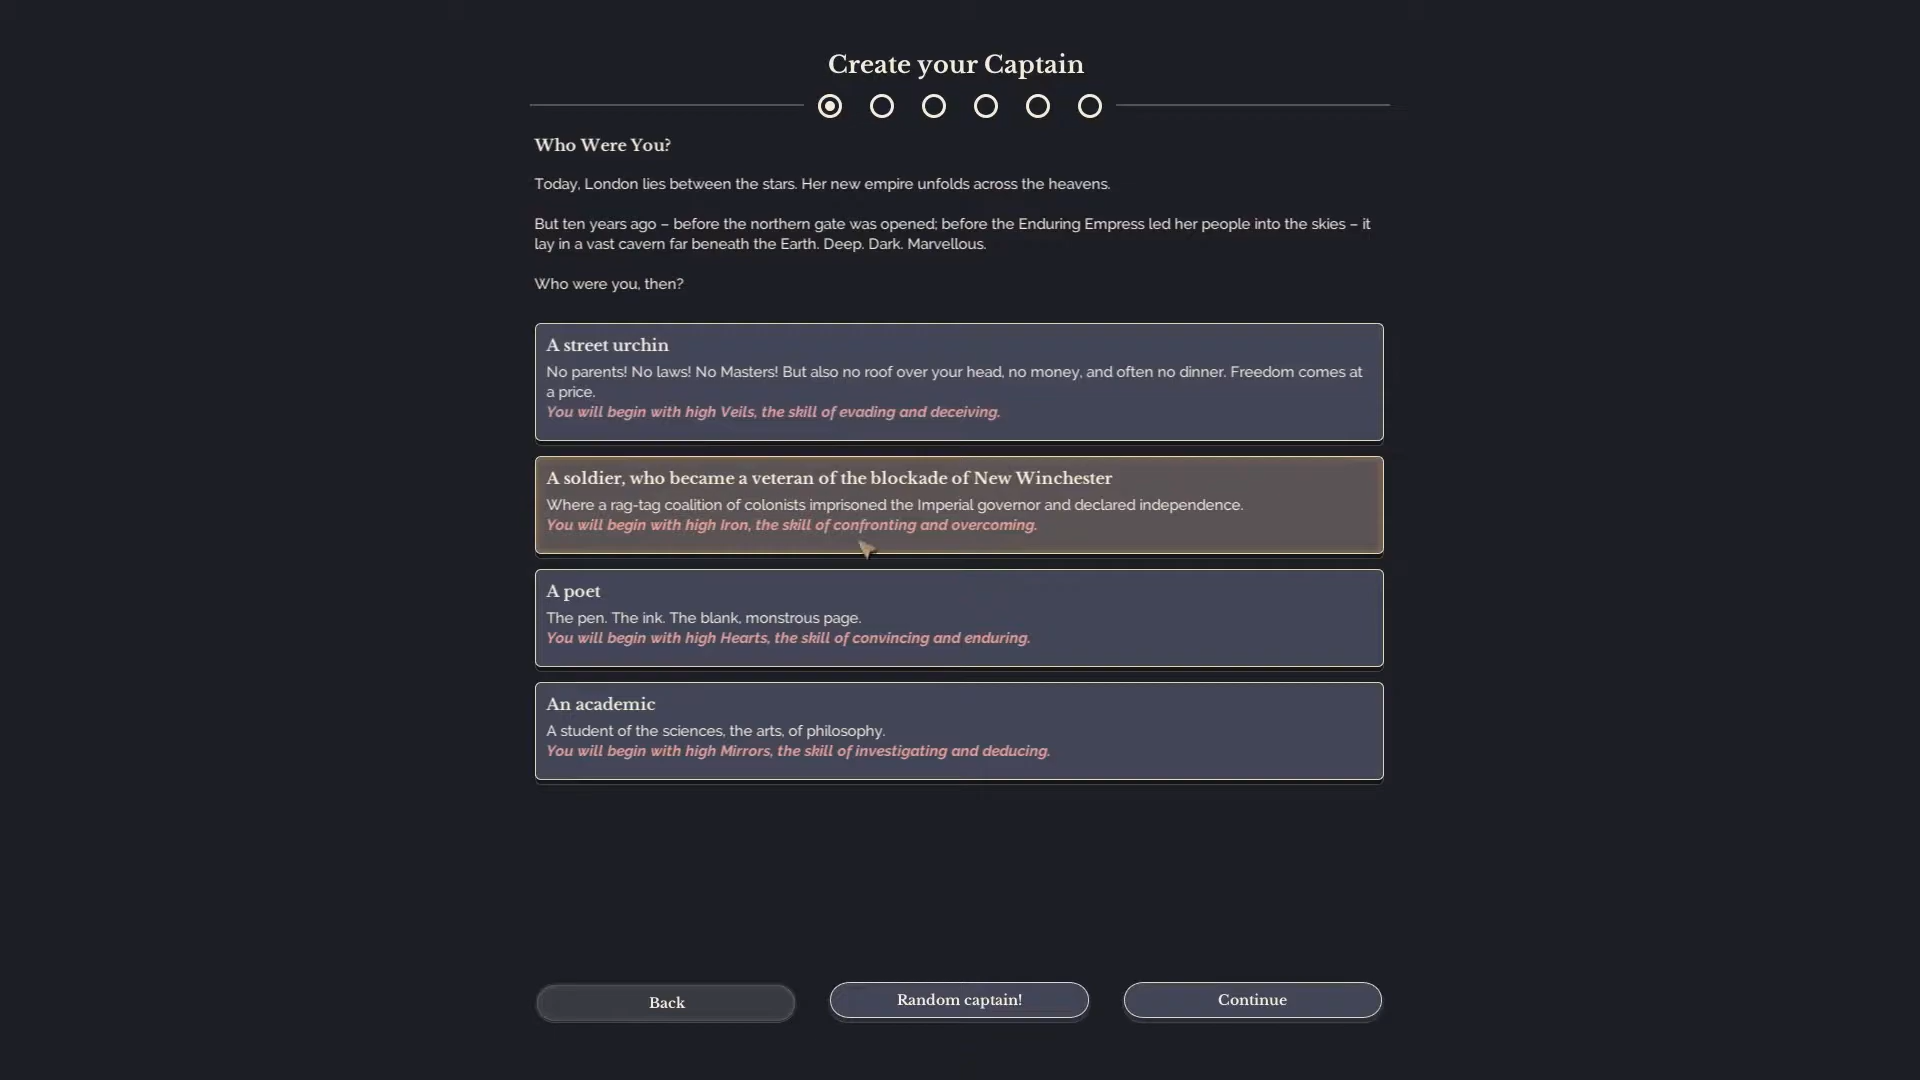 Create your Captain
Who Were You?
Today, London lies between the stars. Her new empire unfolds across the heavens.
But ten years ago – before the northern gate was opened; before the Enduring Empress led her people into the skies – it
lay in a vast cavern far beneath the Earth. Deep. Dark. Marvellous.
Who were you, then?
A street urchin
No parents! No laws! No Masters! But also no roof over your head, no money, and often no dinner. Freedom comes at
a price.
You will begin with high Veils, the skill of evading and deceiving.
A soldier, who became a veteran of the blockade of New Winchester
Where a rag-tag coalition of colonists imprisoned the Imperial governor and declared independence.
You will begin with high Iron, the skill of confronting and overcoming.
A poet
The pen. The ink. The blank, monstrous page.
You will begin with high Hearts, the skill of convincing and enduring.
An academic
A student of the sciences, the arts, of philosophy.
You will begin with high Mirrors, the skill of investigating and deducing.
Back
Random captain!
Continue